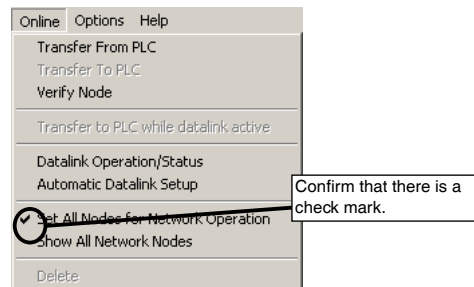 Online Options Help
Transfer From PLC
Transfer To PLC
Verify Node
Transfer to PLC while datalink active
Datalink Operation/Status
Automatic Datalink Setup
Set All Nodes for Network Operation
Show All Network Nodes
Delete
Confirm that there is a
check mark.